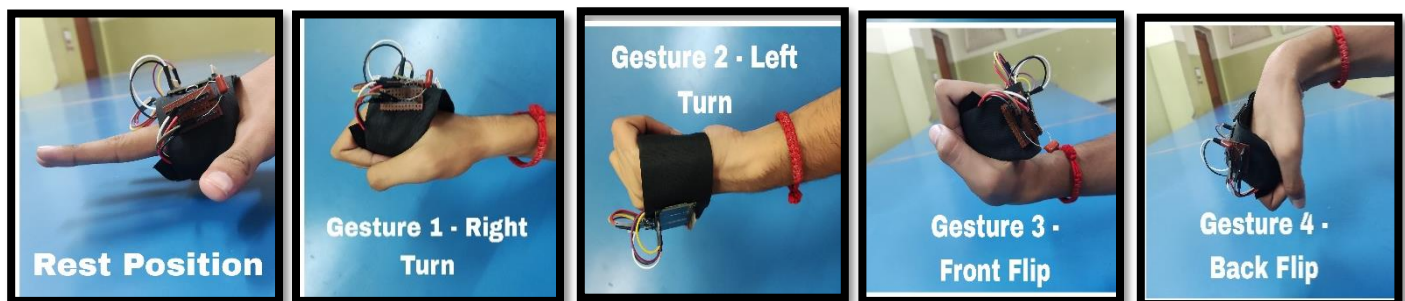 Rest Position
Gesture 1 - Right
Turn
Gesture 2 - Left
Turn
Gesture 3 -
Front Flip
Gesture 4 -
Back Flip